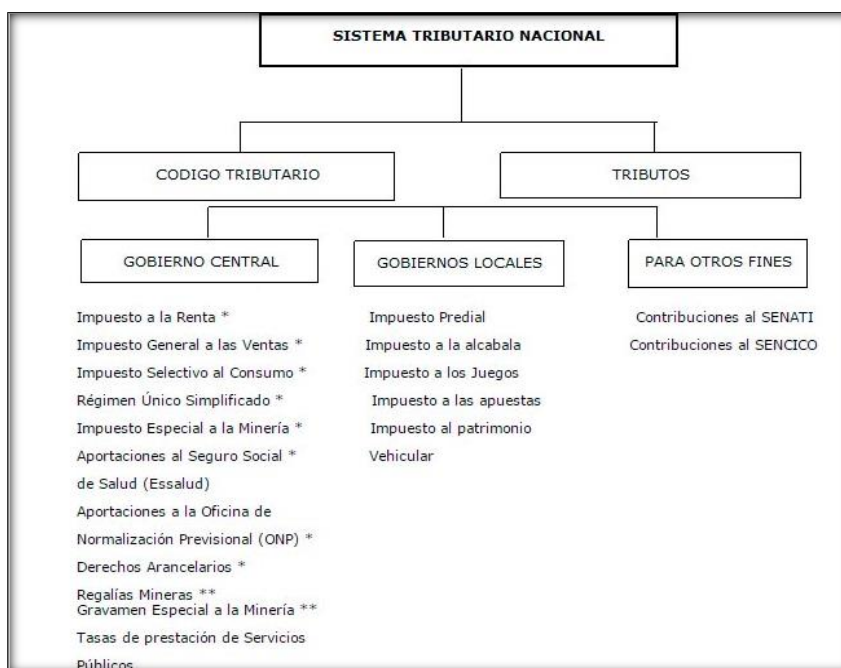 SISTEMA TRIBUTARIO NACIONAL
CODIGO TRIBUTARIO
TRIBUTOS
GOBIERNO CENTRAL
GOBIERNOS LOCALES
PARA OTROS FINES
Impuesto a la Renta *
Impuesto General a las Ventas *
Impuesto Selectivo al Consumo *
Régimen Único Simplificado *
Impuesto Especial a la Minería *
Aportaciones al Seguro Social *
de Salud (Essalud)
Aportaciones a la Oficina de
Normalización Previsional (ONP) *
Derechos Arancelarios *
Regalías Mineras **
Gravamen Especial a la Minería **
Tasas de prestación de Servicios
Públicos
Impuesto Predial
Impuesto a la alcabala
Impuesto a los Juegos
Impuesto a las apuestas
Impuesto al patrimonio
Vehicular
Contribuciones al SENATI
Contribuciones al SENCICO